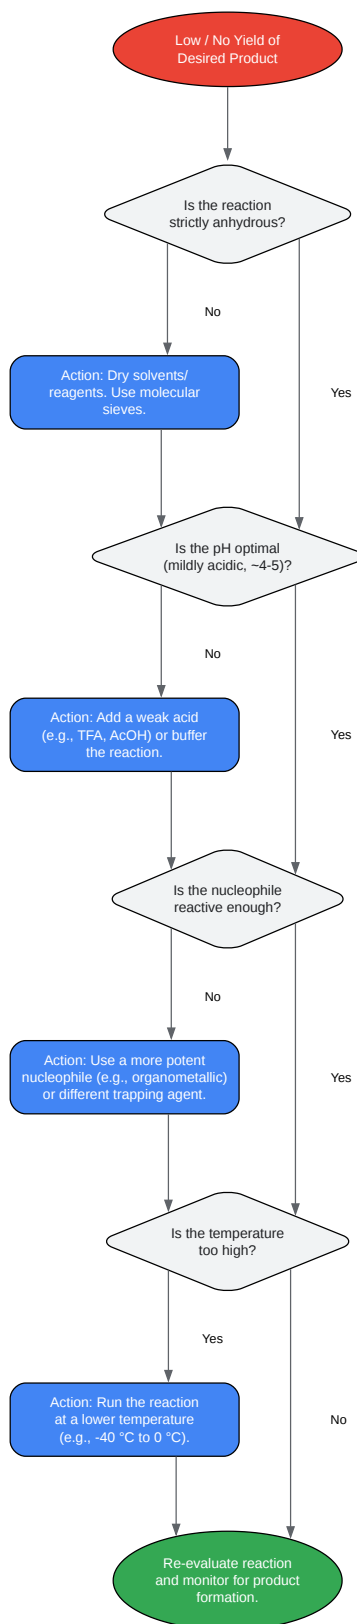 Low / No Yield of
Desired Product
Is the reaction
strictly anhydrous?
No
Action: Dry solvents/
reagents. Use molecular
sieves.
Yes
Is the pH optimal
(mildly acidic, ~4-5)?
No
Action: Add a weak acid
(e.g., TFA, AcOH) or buffer
the reaction.
Yes
Is the nucleophile
reactive enough?
No
Action: Use a more potent
nucleophile (e.g., organometallic)
or different trapping agent.
Yes
Is the temperature
too high?
Yes
Action: Run the reaction
at a lower temperature
(e.g., -40 °C to 0 °C).
No
Re-evaluate reaction
and monitor for product
formation.